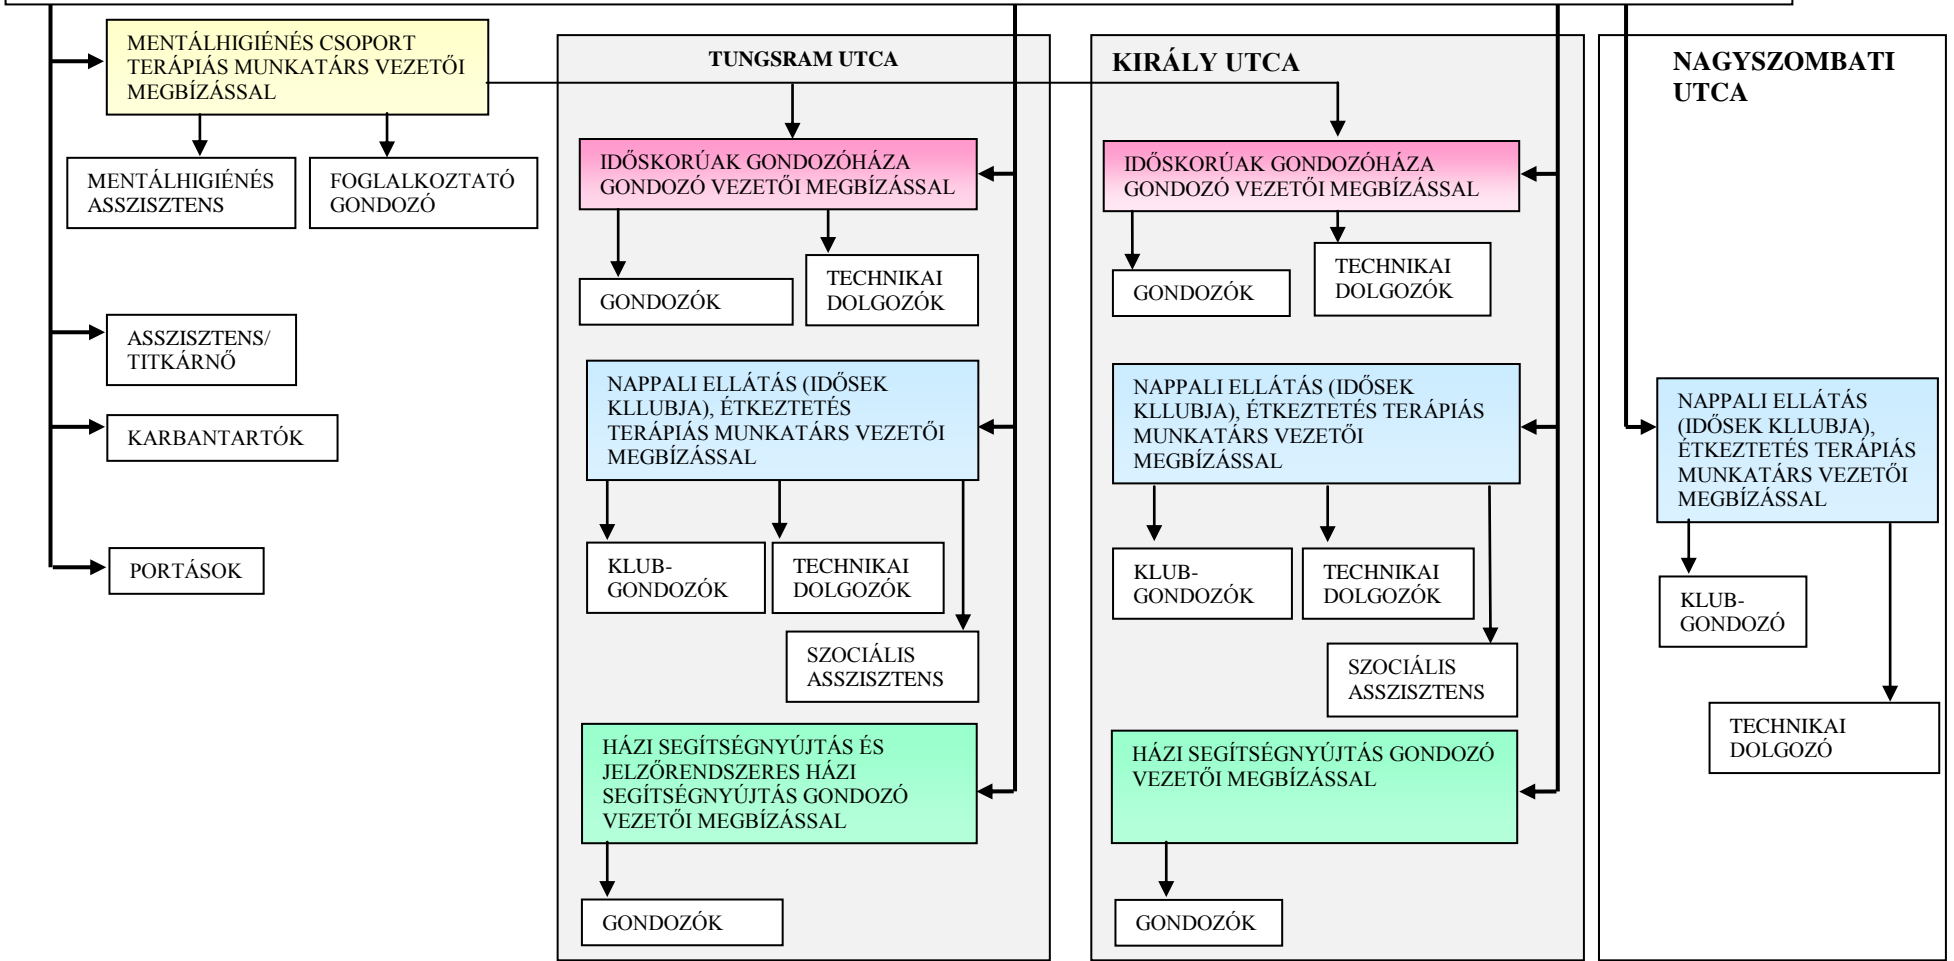 MENTÁLHIGIÉNÉS CSOPORT
TERÁPIÁS MUNKATÁRS VEZETŐI
MEGBÍZÁSSAL
MENTÁLHIGIÉNÉS
ASSZISZTENS
FOGLALKOZTATÓ
GONDOZÓ
ASSZISZTENS/
TITKÁRNŐ
KARBANTARTÓK
PORTÁSOK
TUNGSRAM UTCA
IDŐSKORÚAK GONDOZÓHÁZA
GONDOZÓ VEZETŐI MEGBÍZÁSSAL
GONDOZÓK
TECHNIKAI
DOLGOZÓK
NAPPALI ELLÁTÁS (IDŐSEK
KLLUBJA), ÉTKEZTETÉS
TERÁPIÁS MUNKATÁRS VEZETŐI
MEGBÍZÁSSAL
KLUB-
GONDOZÓK
TECHNIKAI
DOLGOZÓK
SZOCIÁLIS
ASSZISZTENS
HÁZI SEGÍTSÉGNYÚJTÁS ÉS
JELZŐRENDSZERES HÁZI
SEGÍTSÉGNYÚJTÁS GONDOZÓ
VEZETŐI MEGBÍZÁSSAL
GONDOZÓK
KIRÁLY UTCA
IDŐSKORÚAK GONDOZÓHÁZA
GONDOZÓ VEZETŐI MEGBÍZÁSSAL
GONDOZÓK
TECHNIKAI
DOLGOZÓK
NAPPALI ELLÁTÁS (IDŐSEK
KLLUBJA), ÉTKEZTETÉS TERÁPIÁS
MUNKATÁRS VEZETŐI
MEGBÍZÁSSAL
KLUB-
GONDOZÓK
TECHNIKAI
DOLGOZÓK
SZOCIÁLIS
ASSZISZTENS
HÁZI SEGÍTSÉGNYÚJTÁS GONDOZÓ
VEZETŐI MEGBÍZÁSSAL
GONDOZÓK
NAGYSZOMBATI
UTCA
NAPPALI ELLÁTÁS
(IDŐSEK KLLUBJA),
ÉTKEZTETÉS TERÁPIÁS
MUNKATÁRS VEZETŐI
MEGBÍZÁSSAL
KLUB-
GONDOZÓ
TECHNIKAI
DOLGOZÓ